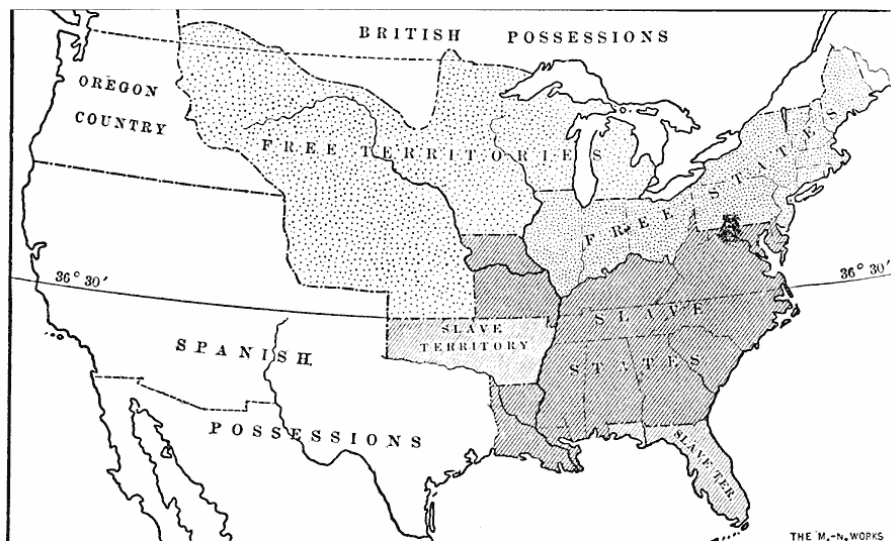 BRITISH POSSESSIONS
OREGON
COUNTRY
FREE TERRITORIES
FREE STATES
36° 30′
36° 30′
SLAVE
STATES
SLAVE
TERRITORY
SPANISH
POSSESSIONS
SLAVE TER.
THE M.-N. WORKS